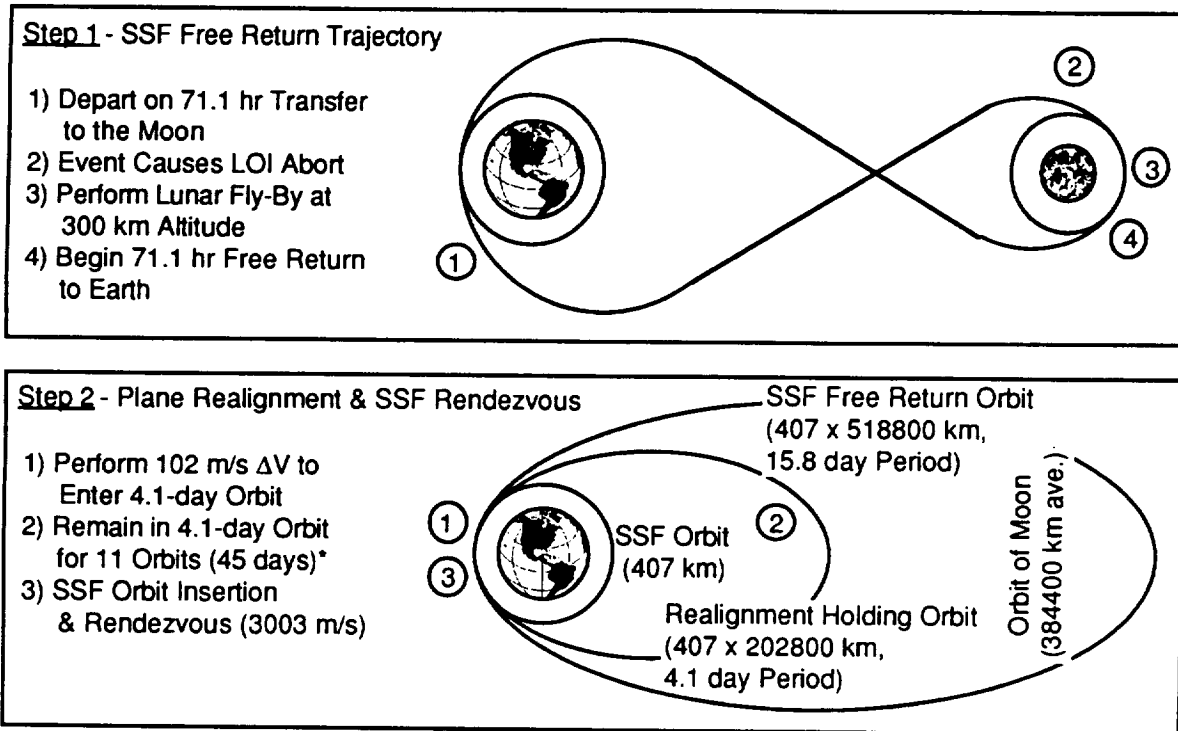 Step 1 - SSF Free Return Trajectory
1) Depart on 71.1 hr Transfer
to the Moon
2) Event Causes LOI Abort
3) Perform Lunar Fly-By at
300 km Altitude
4) Begin 71.1 hr Free Return
to Earth
1
2
3
4
Step 2 - Plane Realignment & SSF Rendezvous
1) Perform 102 m/s ΔV to
Enter 4.1-day Orbit
2) Remain in 4.1-day Orbit
for 11 Orbits (45 days)*
3) SSF Orbit Insertion
& Rendezvous (3003 m/s)
1
3
SSF Orbit
(407 km)
2
SSF Free Return Orbit
(407 x 518800 km,
15.8 day Period)
Realignment Holding Orbit
(407 x 202800 km,
4.1 day Period)
Orbit of Moon
(384400 km ave.)